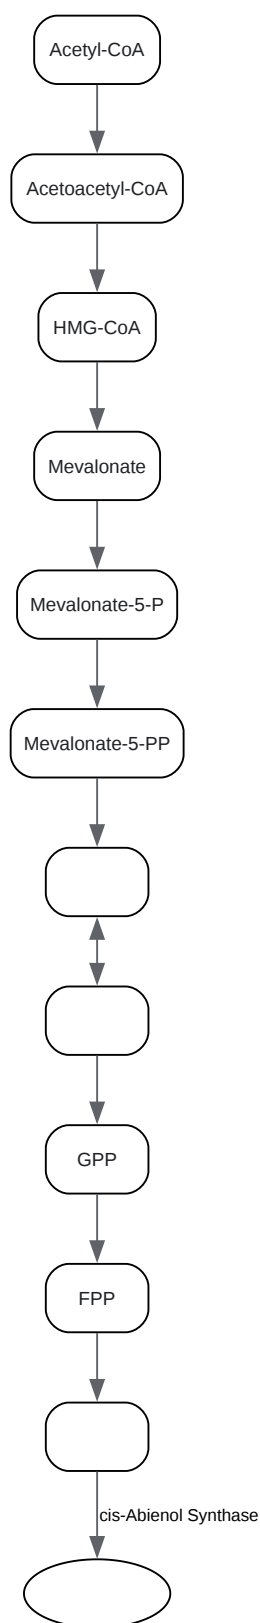 Acetyl-CoA
Acetoacetyl-CoA
HMG-CoA
Mevalonate
Mevalonate-5-P
Mevalonate-5-PP
GPP
FPP
cis-Abienol Synthase